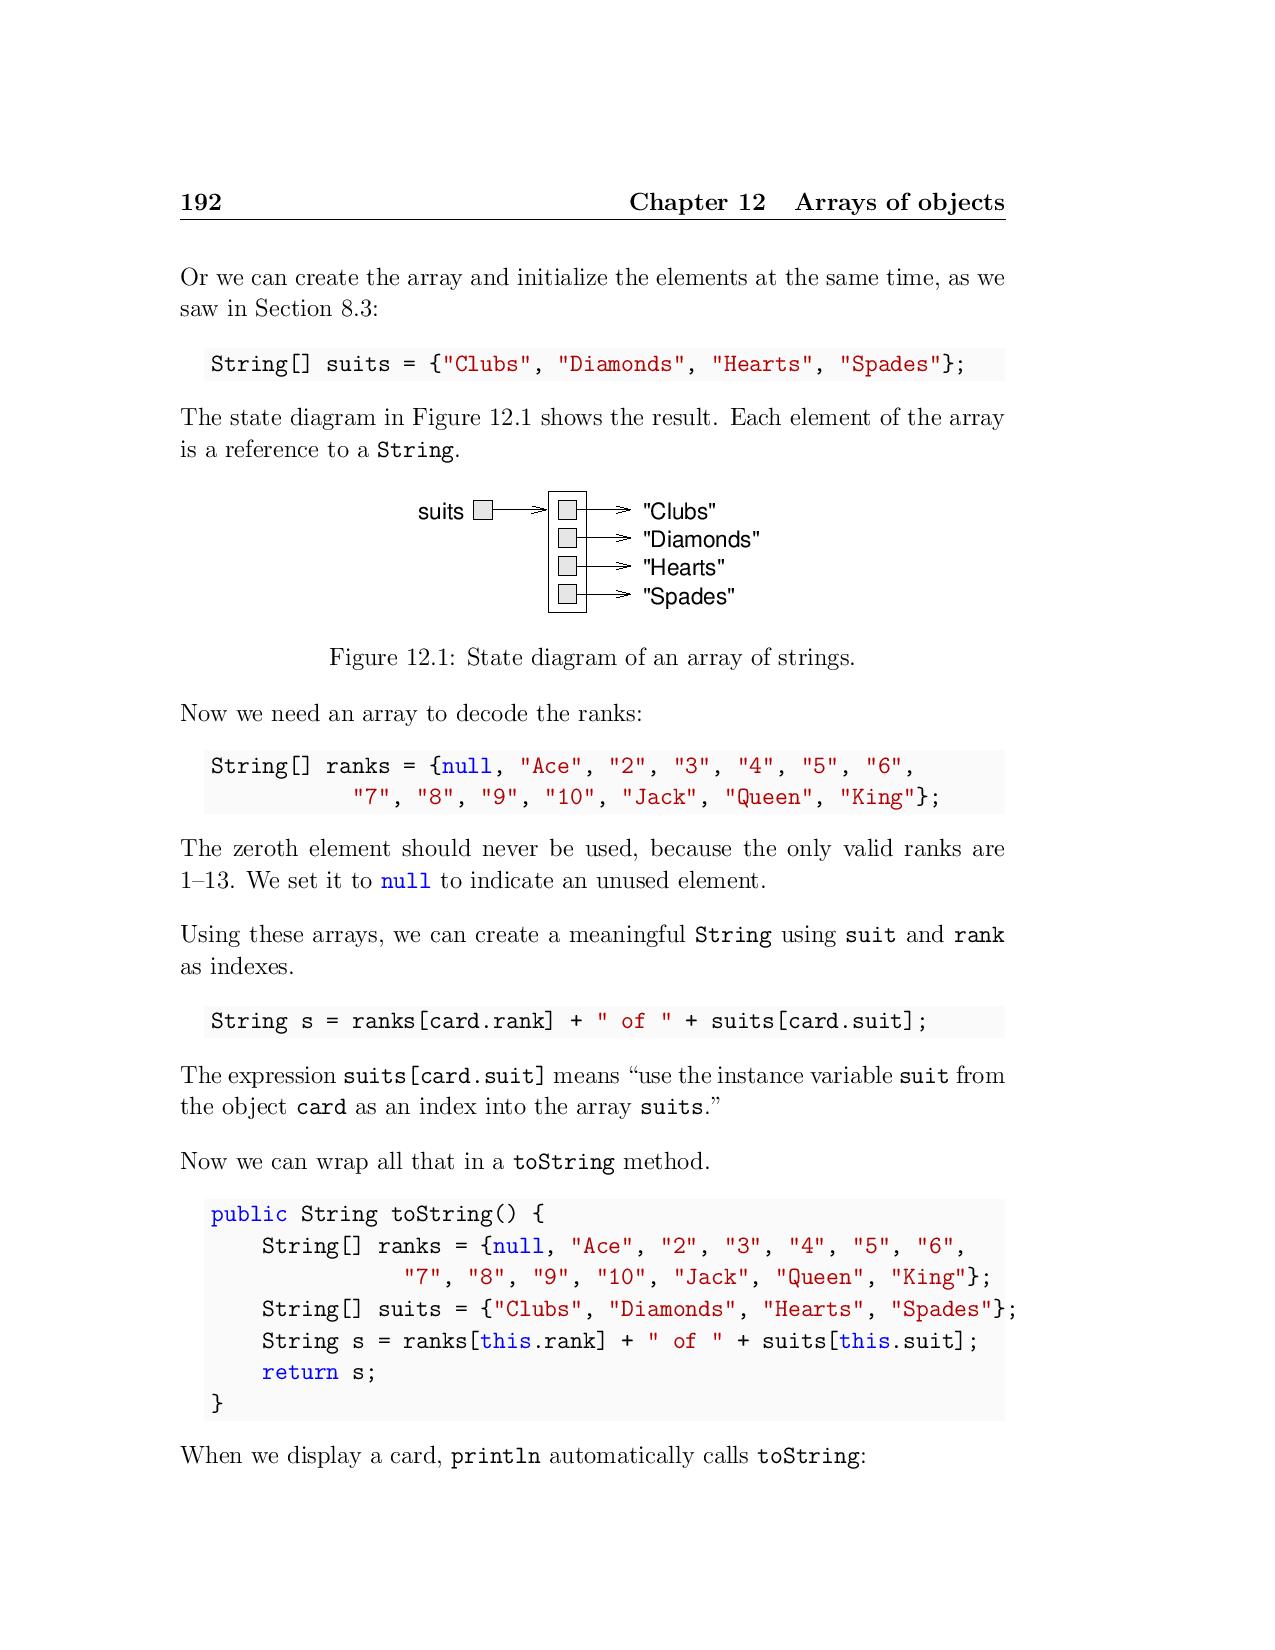 192 Chapter 12 Arrays of objects
Or we can create the array and initialize the elements at the same time, as we
saw in Section 8.3:
String[] suits = {"Clubs", "Diamonds", "Hearts", "Spades"};
The state diagram in Figure 12.1 shows the result. Each element of the array
is a reference to a String.
suits "Clubs"
"Diamonds"
"Hearts"
"Spades"
Figure 12.1: State diagram of an array of strings.
Now we need an array to decode the ranks:
String[] ranks = {null, "Ace", "2", "3", "4", "5", "6",
"7", "8", "9", "10", "Jack", "Queen", "King"};
The zeroth element should never be used, because the only valid ranks are
1–13. We set it to null to indicate an unused element.
Using these arrays, we can create a meaningful String using suit and rank
as indexes.
String s = ranks[card.rank] + " of " + suits[card.suit];
The expression suits[card.suit] means “use the instance variable suit from
the object card as an index into the array suits.”
Now we can wrap all that in a toString method.
public String toString() {
String[] ranks = {null, "Ace", "2", "3", "4", "5", "6",
"7", "8", "9", "10", "Jack", "Queen", "King"};
String[] suits = {"Clubs", "Diamonds", "Hearts", "Spades"};
String s = ranks[this.rank] + " of " + suits[this.suit];
return s;
}
When we display a card, println automatically calls toString: